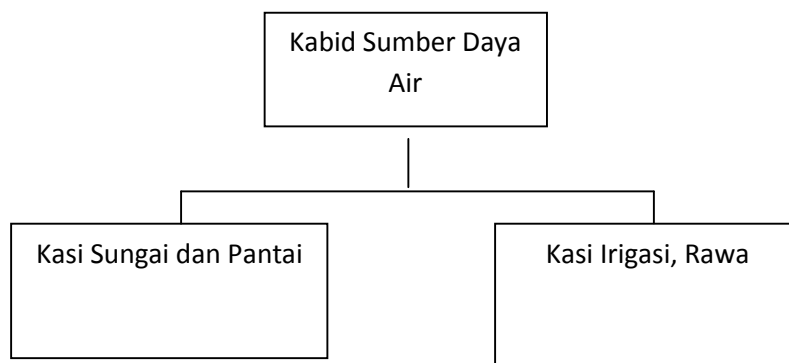 Kabid Sumber Daya
Air
Kasi Sungai dan Pantai
Kasi Irigasi, Rawa